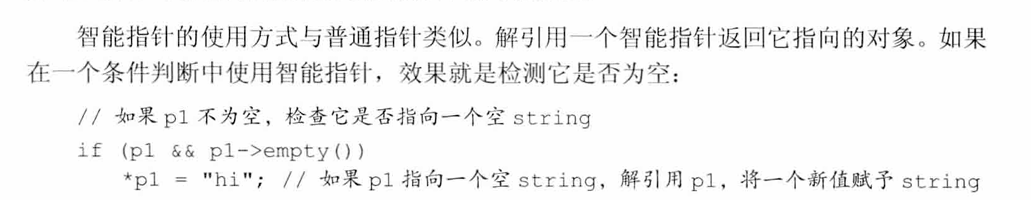 智能指针的使用方式与普通指针类似。解引用一个智能指针返回它指向的对象。如果
在一个条件判断中使用智能指针，效果就是检测它是否为空：
// 如果 p1 不为空，检查它是否指向一个空 string
if (p1 && p1->empty())
*p1 = "hi"; // 如果 p1 指向一个空 string，解引用 p1，将一个新值赋予 string